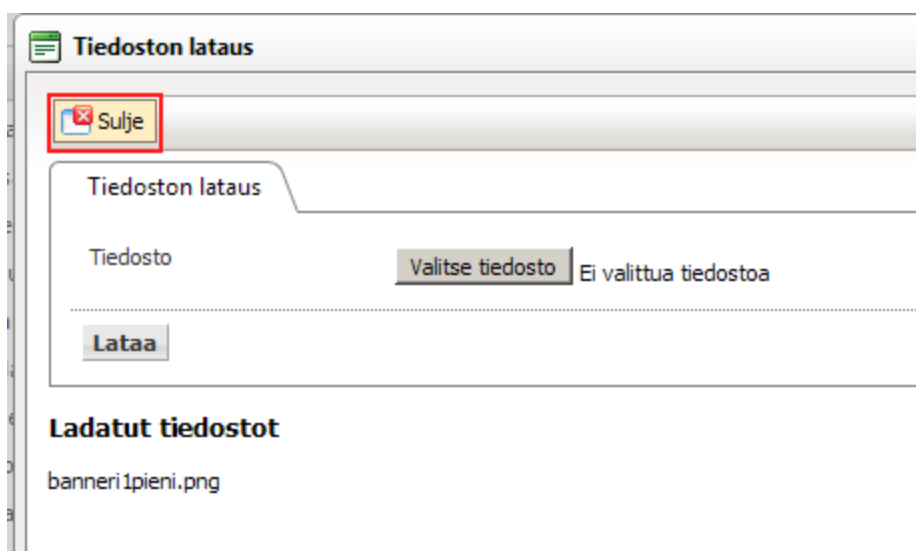 Tiedoston lataus
Sulje
Tiedoston lataus
Tiedosto
Valitse tiedosto Ei valittua tiedostoa
Lataa
Ladatut tiedostot
banneri1pieni.png